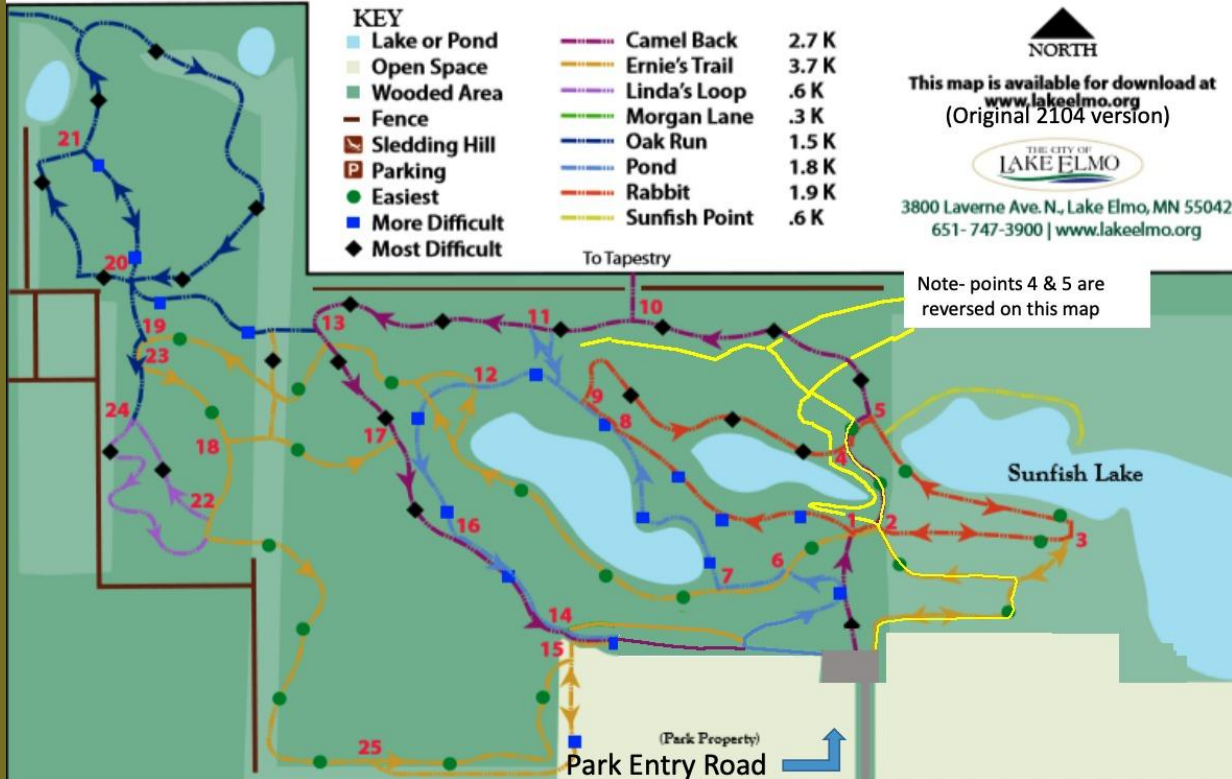 KEY
Lake or Pond
Open Space
Wooded Area
Fence
Sledding Hill
P Parking
Easiest
More Difficult
Most Difficult
Camel Back 2.7 K
Ernie's Trail 3.7 K
Linda's Loop .6 K
Morgan Lane .3 K
Oak Run 1.5 K
Pond 1.8 K
Rabbit 1.9 K
Sunfish Point .6 K
To Tapestry
NORTH
This map is available for download at
www.lakeelmo.org
(Original 2104 version)
THE CITY OF
LAKE ELMO
3800 Laverne Ave. N., Lake Elmo, MN 55042
651- 747-3900 | www.lakeelmo.org
Note- points 4 & 5 are
reversed on this map
21
20
19
23
24
18
22
13
17
16
14
15
25
11
10
12
9
8
7
6
1
2
3
4
5
Sunfish Lake
(Park Property)
Park Entry Road